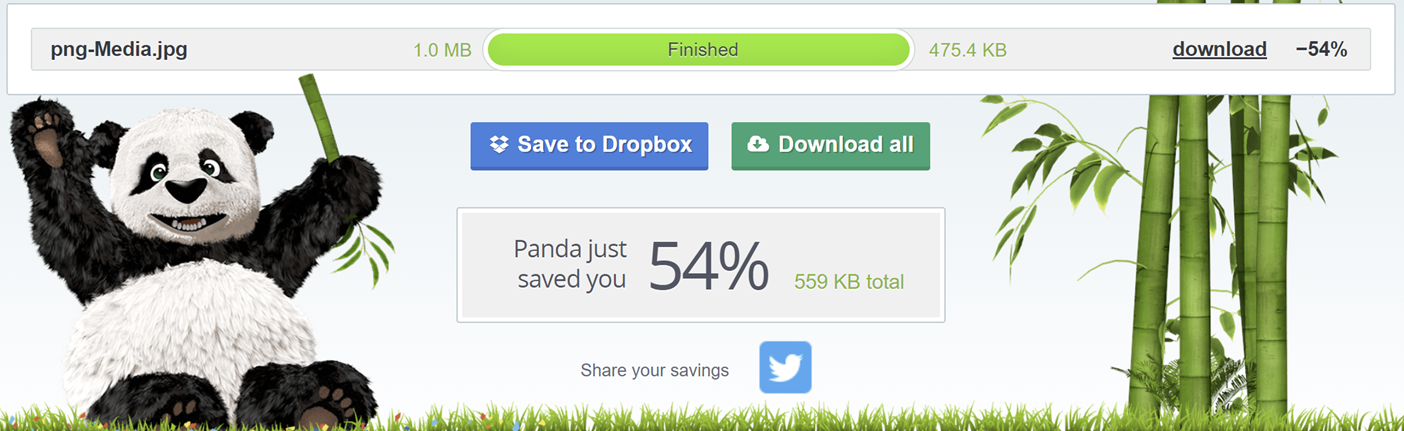 png-Media.jpg 1.0 MB Finished 475.4 KB download −54%
Save to Dropbox Download all
Panda just
saved you 54% 559 KB total
Share your savings